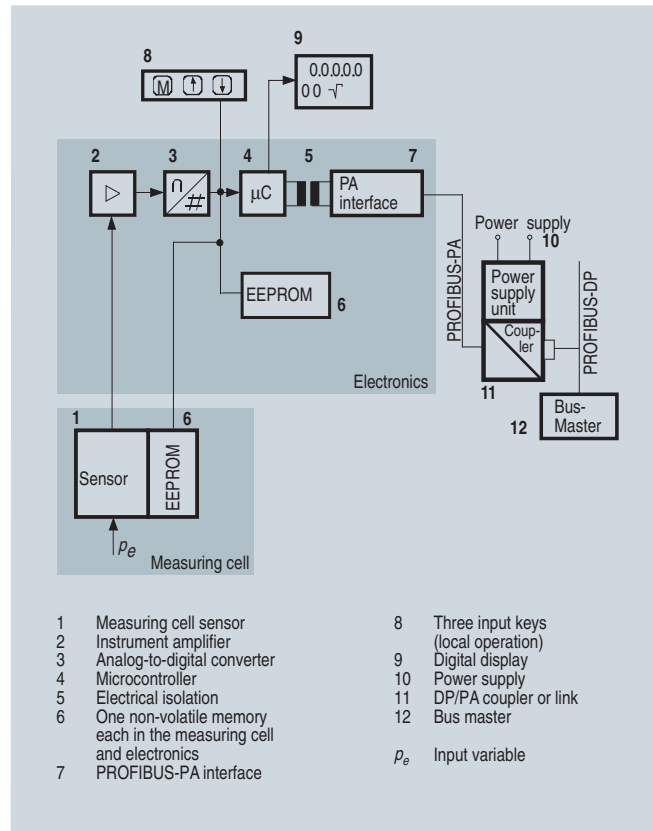 9
8
0.0.0.0.0
0 0 √‾
M ↑ ↓
2 3 4 5 7
∩
/
#
µC
PA
interface
Power supply
10
PROFIBUS-PA
Power
supply
unit
PROFIBUS-DP
EEPROM
6
Coup-
ler
Electronics
11
Bus-
Master
12
1 6
Sensor
EEPROM
pe
Measuring cell
1 Measuring cell sensor
2 Instrument amplifier
3 Analog-to-digital converter
4 Microcontroller
5 Electrical isolation
6 One non-volatile memory
each in the measuring cell
and electronics
7 PROFIBUS-PA interface
8 Three input keys
(local operation)
9 Digital display
10 Power supply
11 DP/PA coupler or link
12 Bus master
pe Input variable